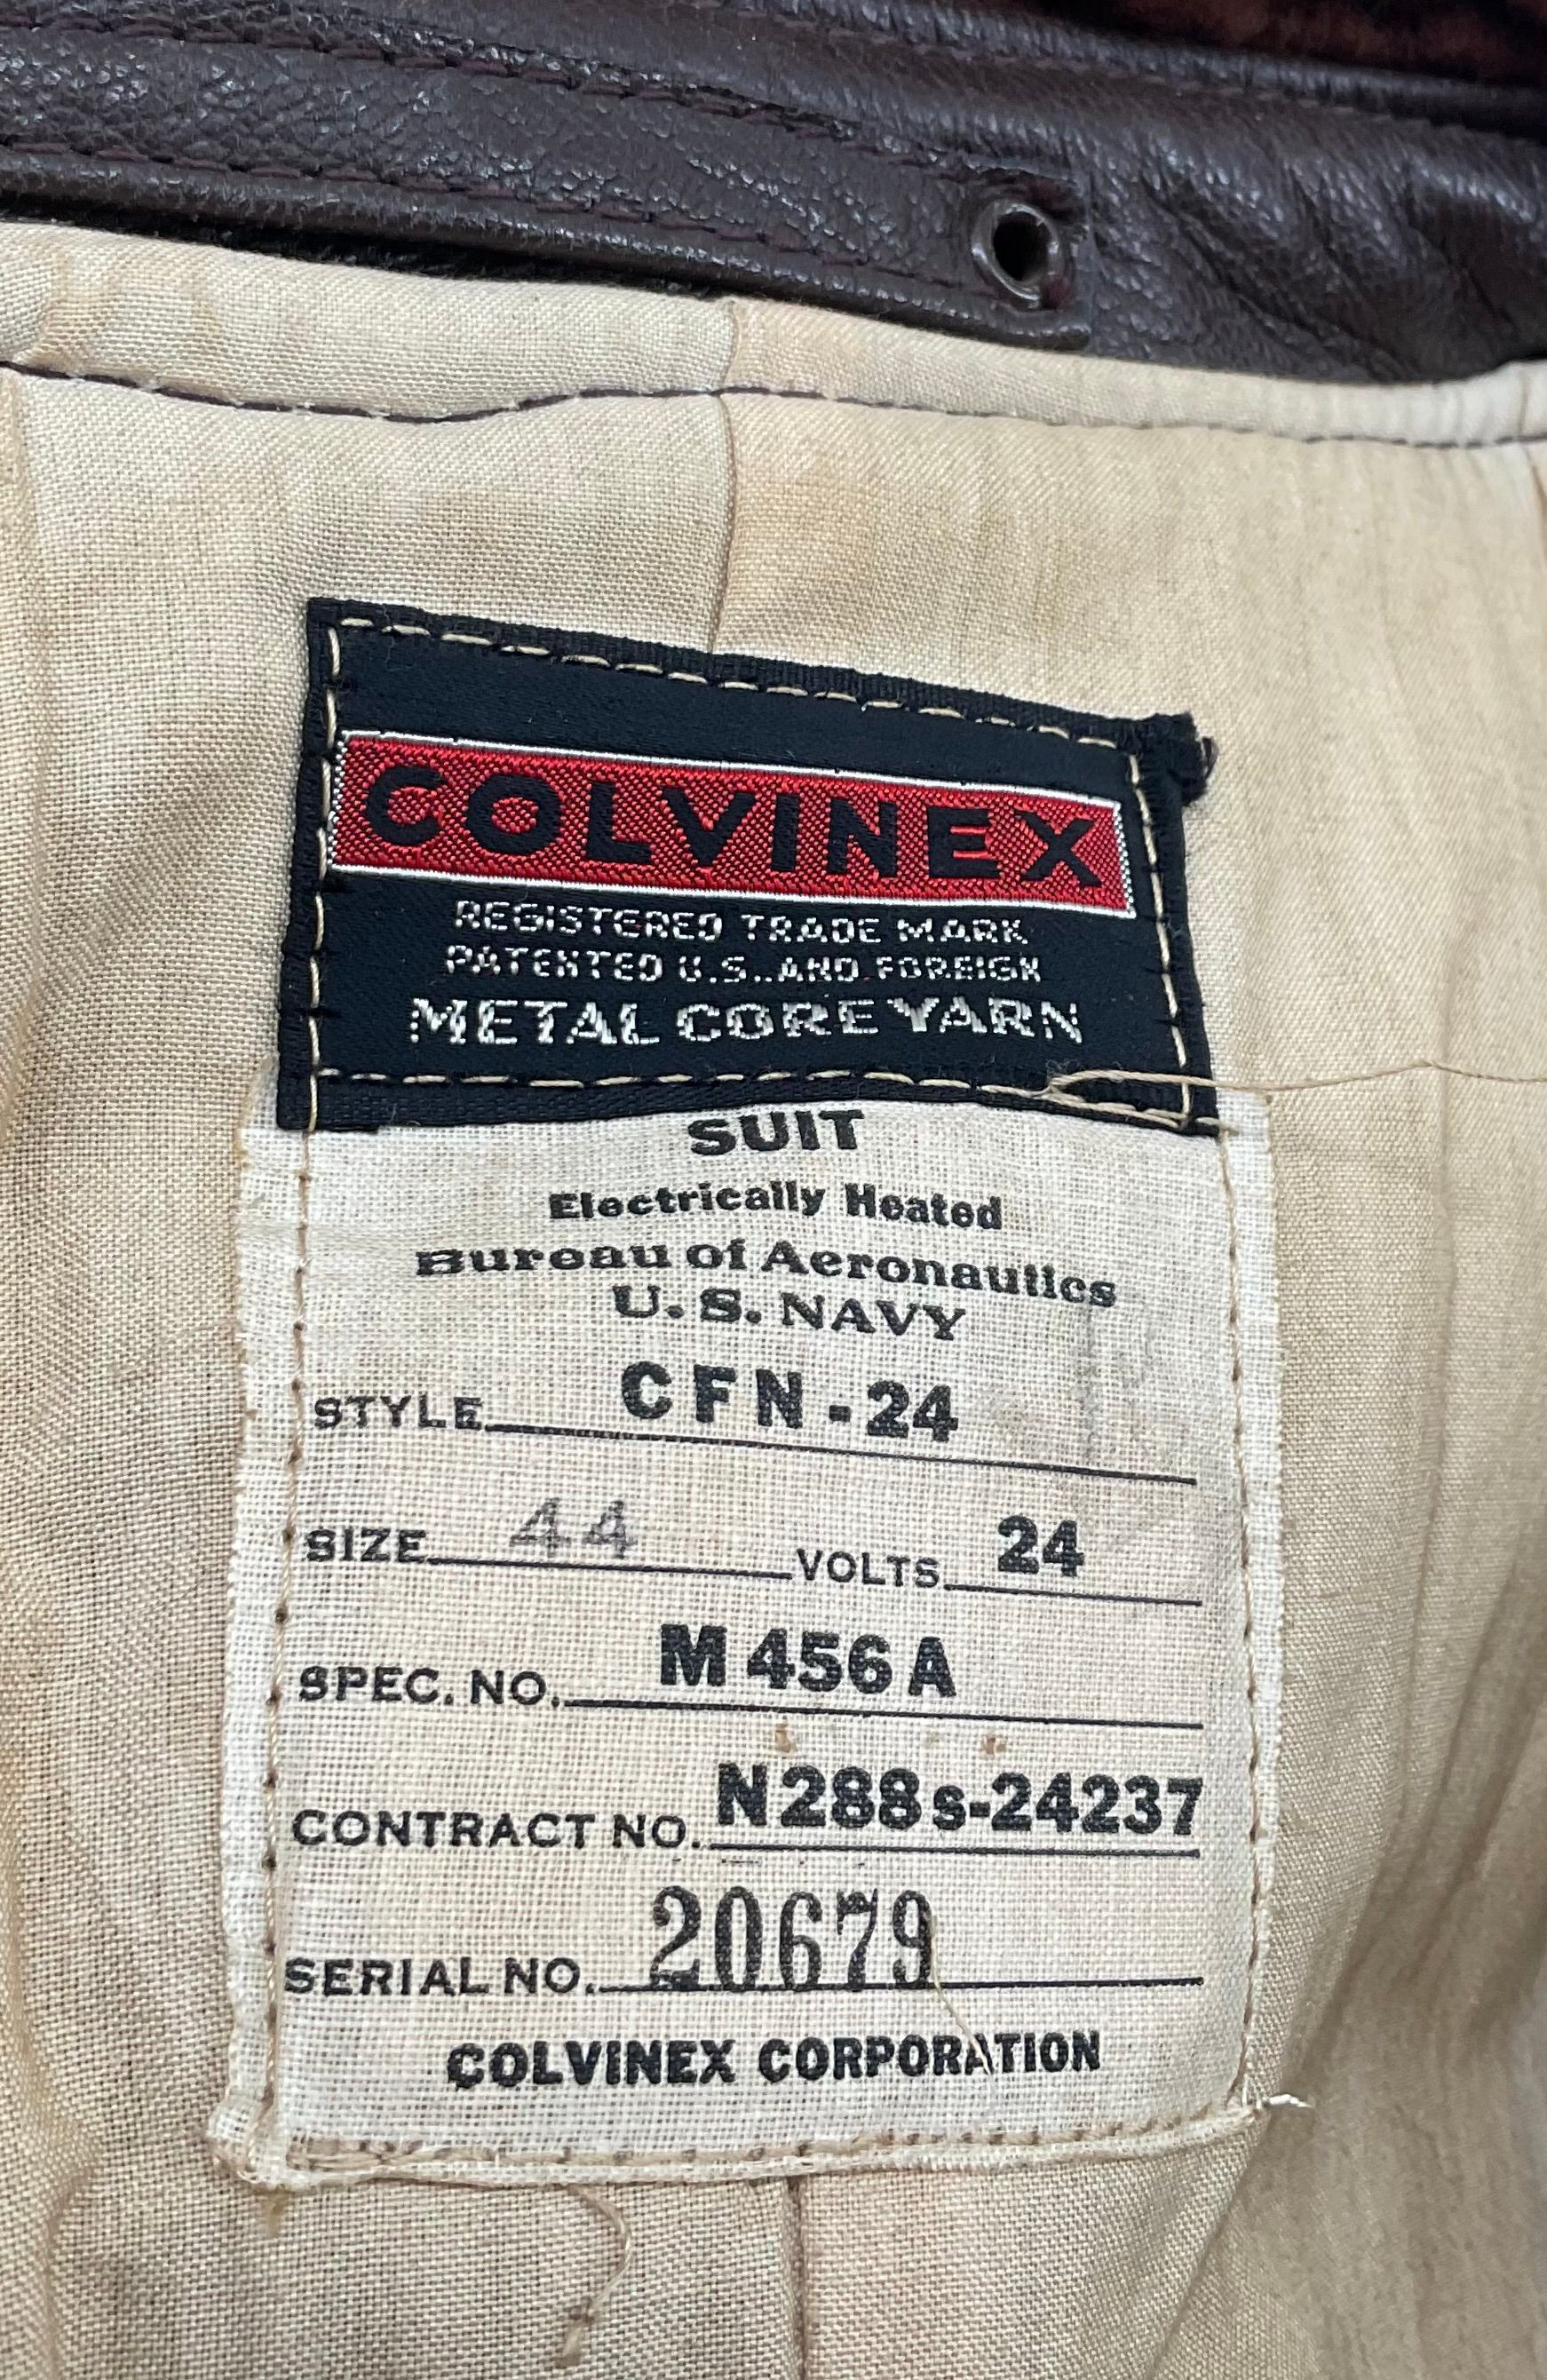 COLVINEX
REGISTERED TRADE MARK
PATENTED U.S. AND FOREIGN
METAL CORE YARN
SUIT
Electrically Heated
Bureau of Aeronautics
U. S. NAVY
STYLE CFN-24
SIZE 44 VOLTS 24
SPEC. NO. M456A
CONTRACT NO. N288s-24237
SERIAL NO. 20679
COLVINEX CORPORATION